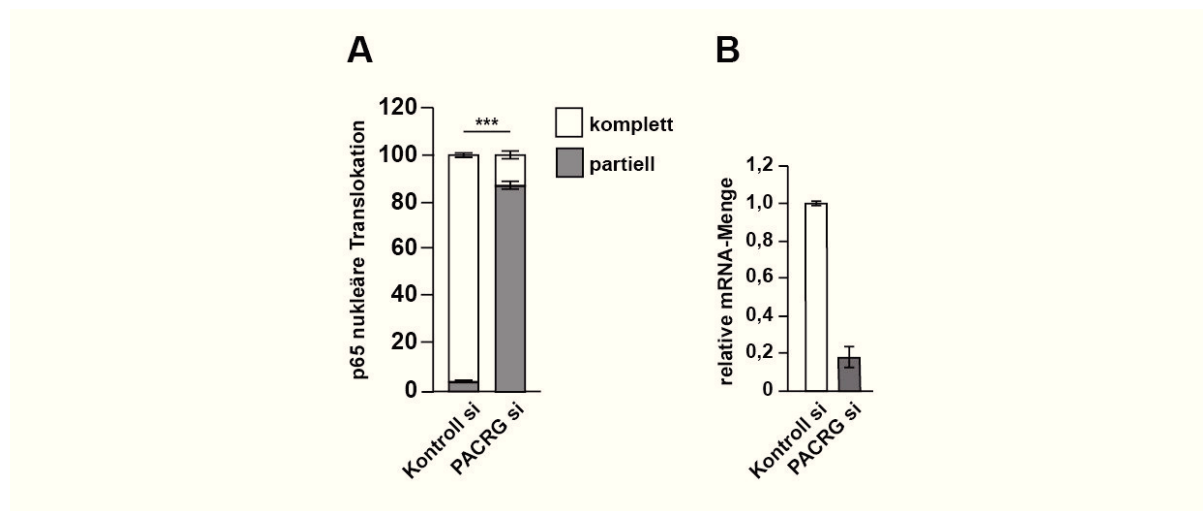 A
p65 nukleäre Translokation
120
100
80
60
40
20
0
***
komplett
partiell
Kontroll si
PACRG si
B
relative mRNA-Menge
1,2
1,0
0,8
0,6
0,4
0,2
0
Kontroll si
PACRG si